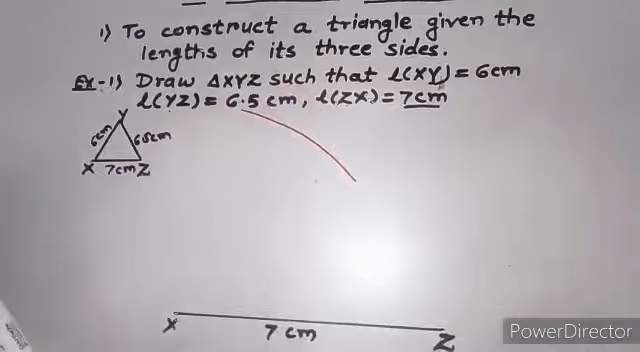 1) To construct a triangle given the
lengths of its three sides.
Ex-1) Draw ΔXYZ such that l(XY)= 6cm
l(YZ)= 6.5 cm, l(ZX)= 7cm
Y
6cm 6.5cm
X 7cm Z
X 7 cm Z
PowerDirector